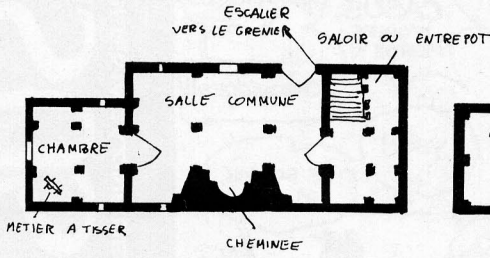 ESCALIER
VERS LE GRENIER
SALOIR OU ENTREPOT
SALLE COMMUNE
CHAMBRE
METIER A TISSER
CHEMINEE